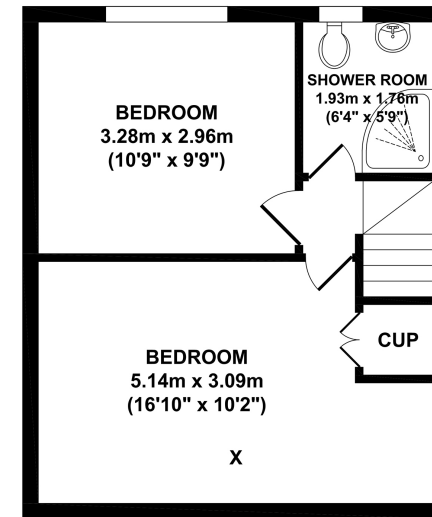 SHOWER ROOM
1.93m x 1.76m
(6'4" x 5'9")
BEDROOM
3.28m x 2.96m
(10'9" x 9'9")
CUP
BEDROOM
5.14m x 3.09m
(16'10" x 10'2")
X